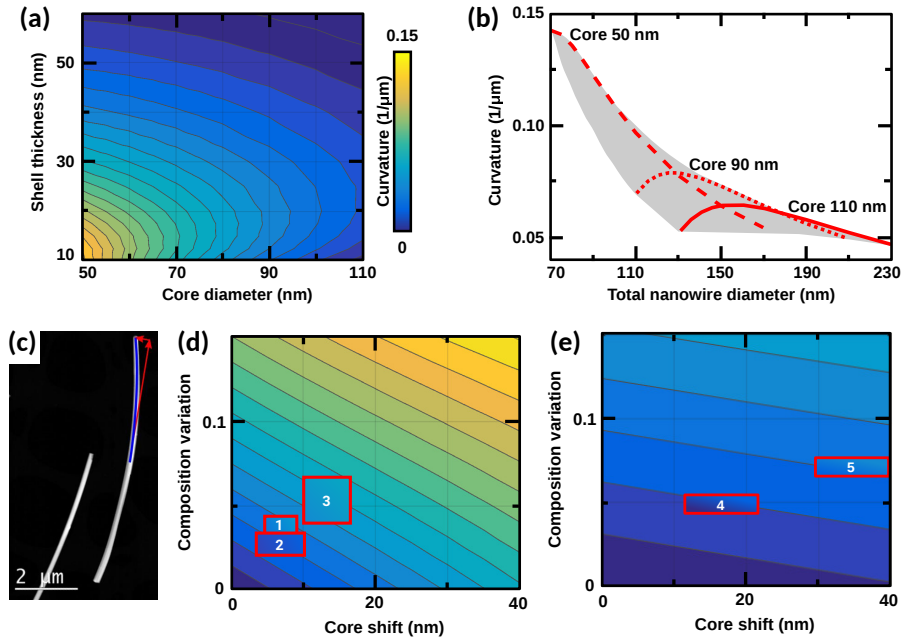 (a)
Shell thickness (nm)
50
30
10
50
70
90
110
Core diameter (nm)
0.15
Curvature (1/μm)
0
(b)
Curvature (1/μm)
0.15
0.10
0.05
Core 50 nm
Core 90 nm
Core 110 nm
70
110
150
190
230
Total nanowire diameter (nm)
(c)
2 μm
(d)
Composition variation
0.1
0
1
2
3
0
20
40
Core shift (nm)
(e)
Composition variation
0.1
0
4
5
0
20
40
Core shift (nm)